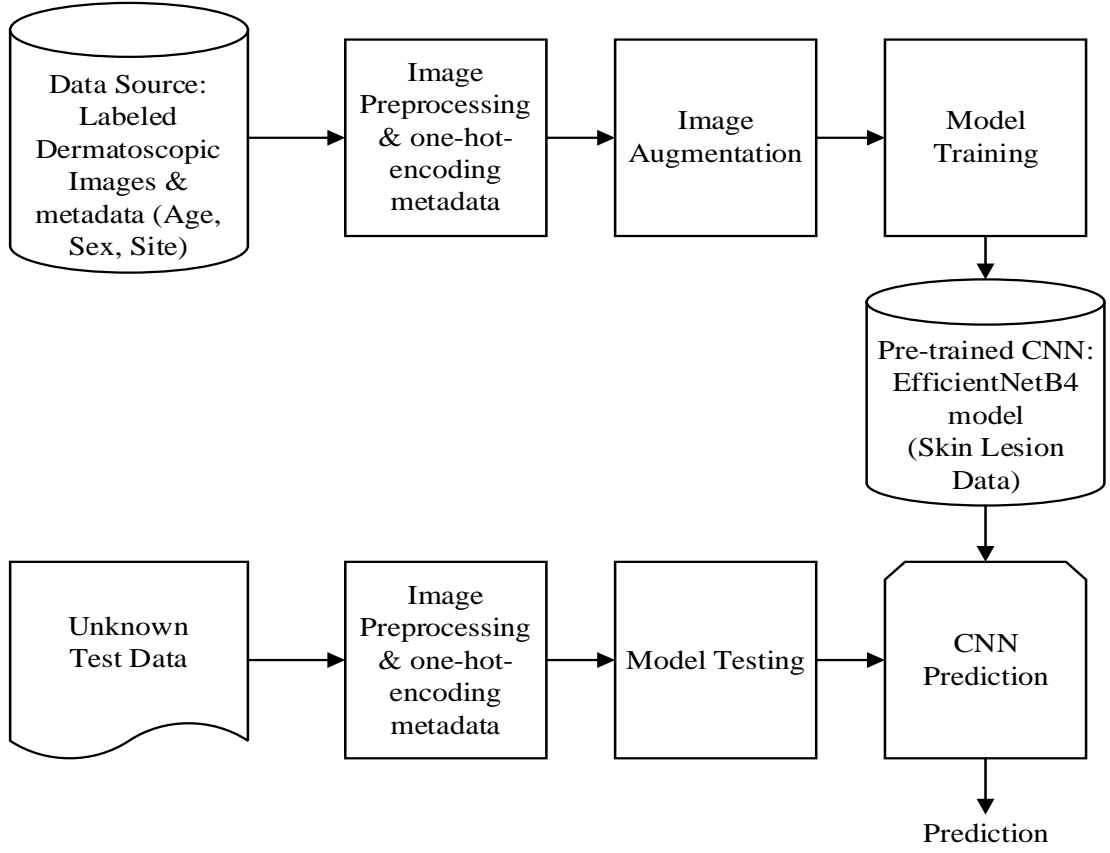 Data Source:
Labeled
Dermatoscopic
Images &
metadata (Age,
Sex, Site)
Image
Preprocessing
& one-hot-
encoding
metadata
Image
Augmentation
Model
Training
Pre-trained CNN:
EfficientNetB4
model
(Skin Lesion
Data)
Unknown
Test Data
Image
Preprocessing
& one-hot-
encoding
metadata
Model Testing
CNN
Prediction
Prediction